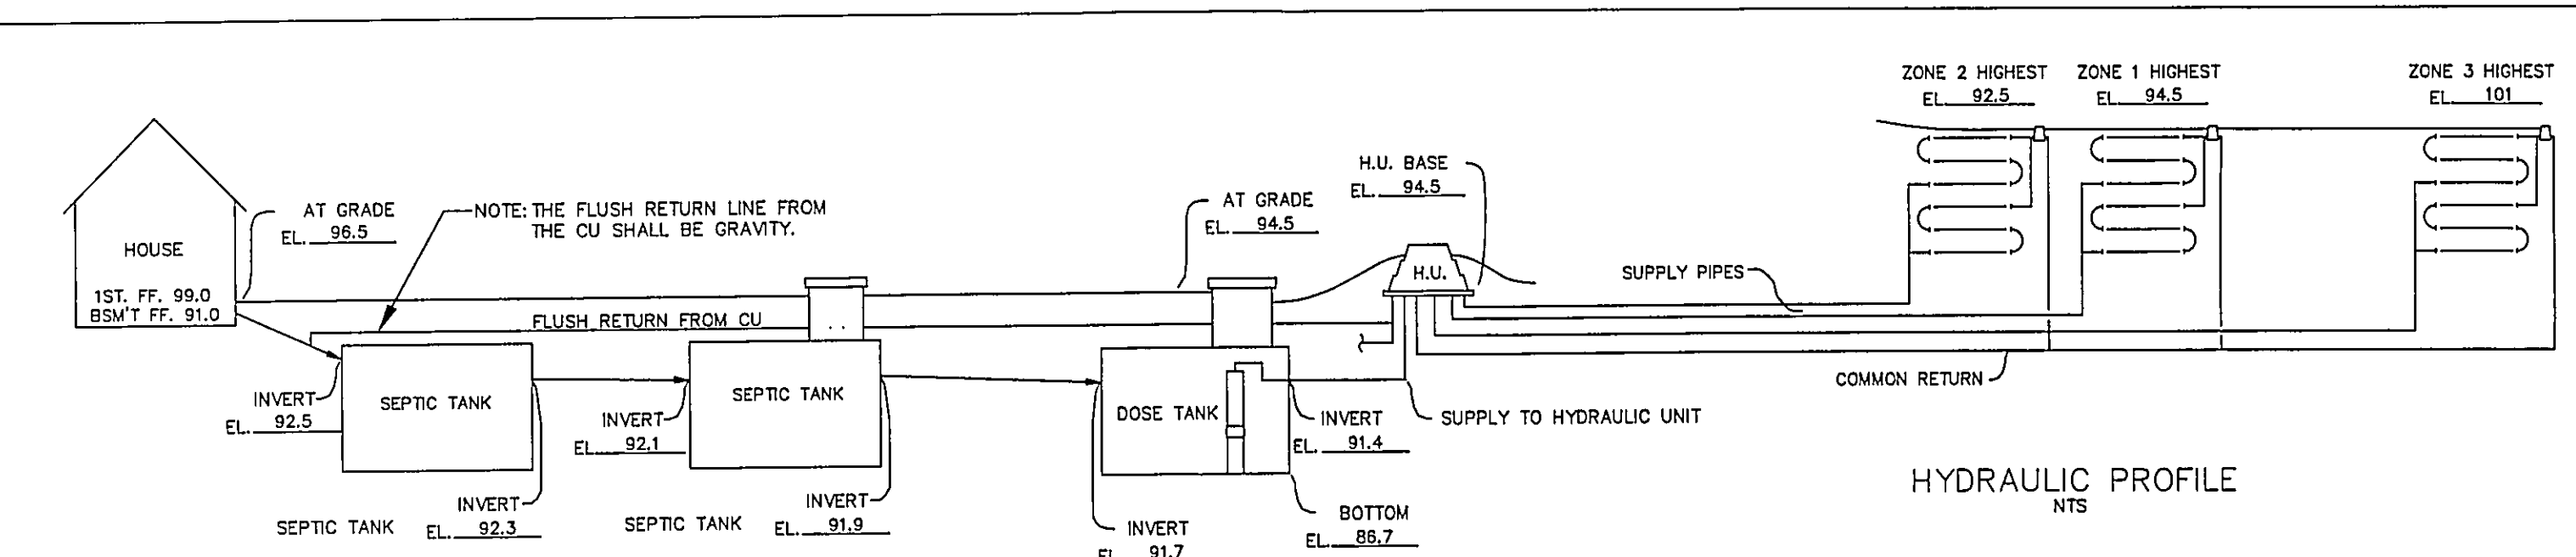 ZONE 2 HIGHEST
EL. 92.5
ZONE 1 HIGHEST
EL. 94.5
ZONE 3 HIGHEST
EL. 101
H.U. BASE
EL. 94.5
AT GRADE
EL. 96.5
NOTE: THE FLUSH RETURN LINE FROM
THE CU SHALL BE GRAVITY.
AT GRADE
EL. 94.5
HOUSE
1ST. FF. 99.0
BSM'T FF. 91.0
H.U.
SUPPLY PIPES
FLUSH RETURN FROM CU
COMMON RETURN
INVERT
EL. 92.5
SEPTIC TANK
INVERT
EL. 92.1
SEPTIC TANK
DOSE TANK
INVERT
EL. 91.4
SUPPLY TO HYDRAULIC UNIT
SEPTIC TANK
INVERT
EL. 92.3
SEPTIC TANK
INVERT
EL. 91.9
INVERT
EL. 91.7
BOTTOM
EL. 86.7
HYDRAULIC PROFILE
NTS